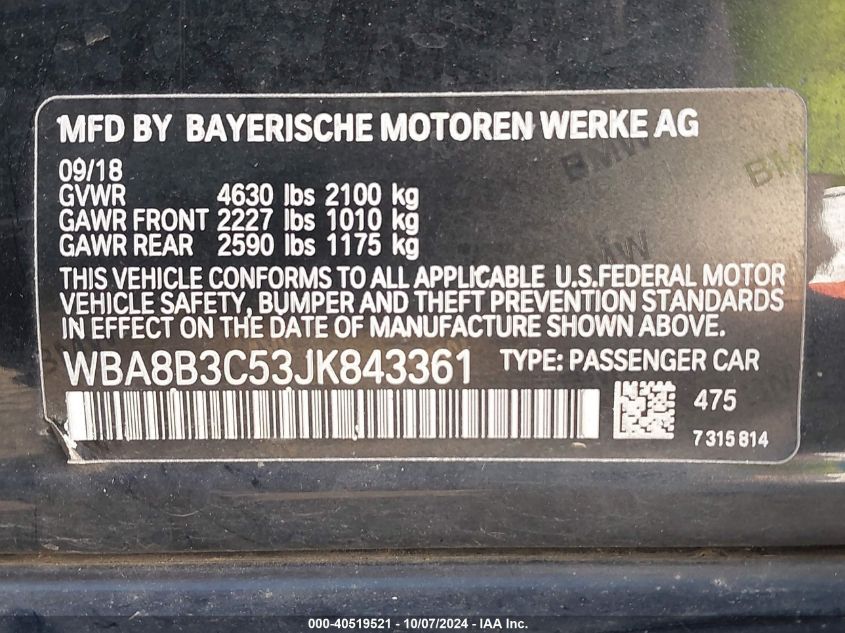 MFD BY BAYERISCHE MOTOREN WERKE AG
09/18
GVWR 4630 lbs 2100 kg
GAWR FRONT 2227 lbs 1010 kg
GAWR REAR 2590 lbs 1175 kg
THIS VEHICLE CONFORMS TO ALL APPLICABLE U.S.FEDERAL MOTOR
VEHICLE SAFETY, BUMPER AND THEFT PREVENTION STANDARDS
IN EFFECT ON THE DATE OF MANUFACTURE SHOWN ABOVE.
WBA8B3C53JK843361 TYPE: PASSENGER CAR
475
7 315 814
BMW
BMW
BMW
000-40519521 - 10/07/2024 - IAA Inc.